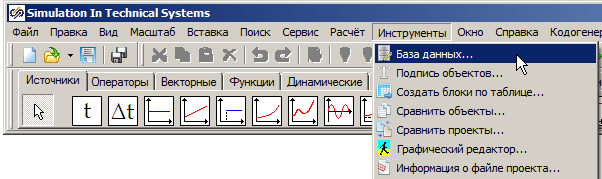 Simulation In Technical Systems
Файл Правка Вид Масштаб Вставка Поиск Сервис Расчёт Инструменты Окно Справка Кодогенер
База данных...
Подпись объектов...
Источники Операторы Векторные Функции Динамические
Создать блоки по таблице...
t Δt
Сравнить объекты...
Сравнить проекты...
Графический редактор...
Информация о файле проекта...